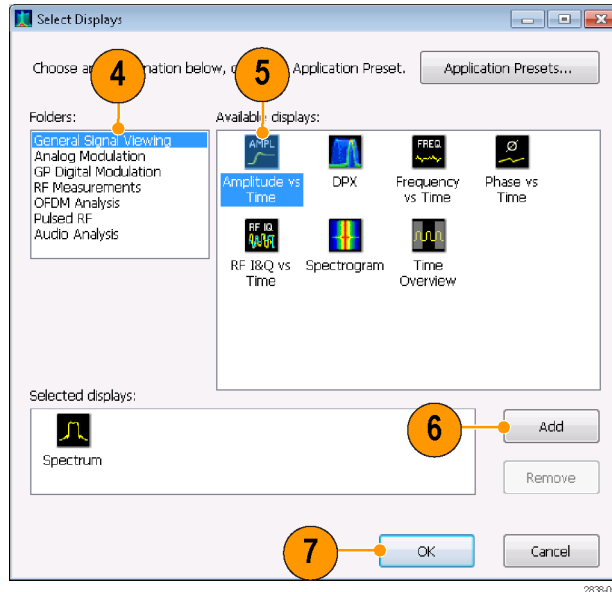 Select Displays
Choose an nation below, o Application Preset.
Application Presets...
4
5
Folders:
Available displays:
General Signal Viewing
Analog Modulation
GP Digital Modulation
RF Measurements
OFDM Analysis
Pulsed RF
Audio Analysis
AMPL
FREQ
Ø
Amplitude vs
Time
DPX
Frequency
vs Time
Phase vs
Time
RF IQ
RF I&Q vs
Time
Spectrogram
Time
Overview
Selected displays:
Spectrum
6
Add
Remove
7
OK
Cancel